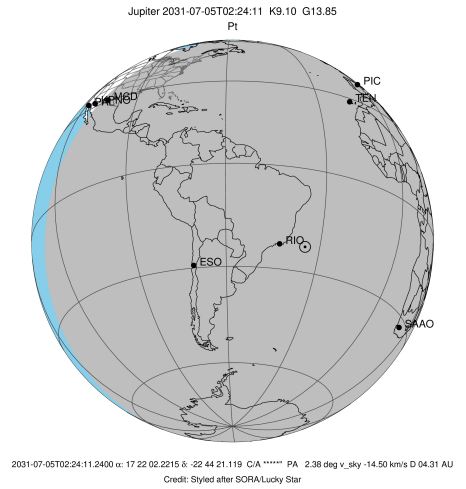 Jupiter 2031-07-05T02:24:11 K9.10 G13.85
Pt
PIC
TEN
MCD
RIO
ESO
SAAO
2031-07-05T02:24:11.2400 α: 17 22 02.2215 δ: -22 44 21.119 C/A *****" PA 2.38 deg v_sky -14.50 km/s D 04.31 AU
Credit: Styled after SORA/Lucky Star